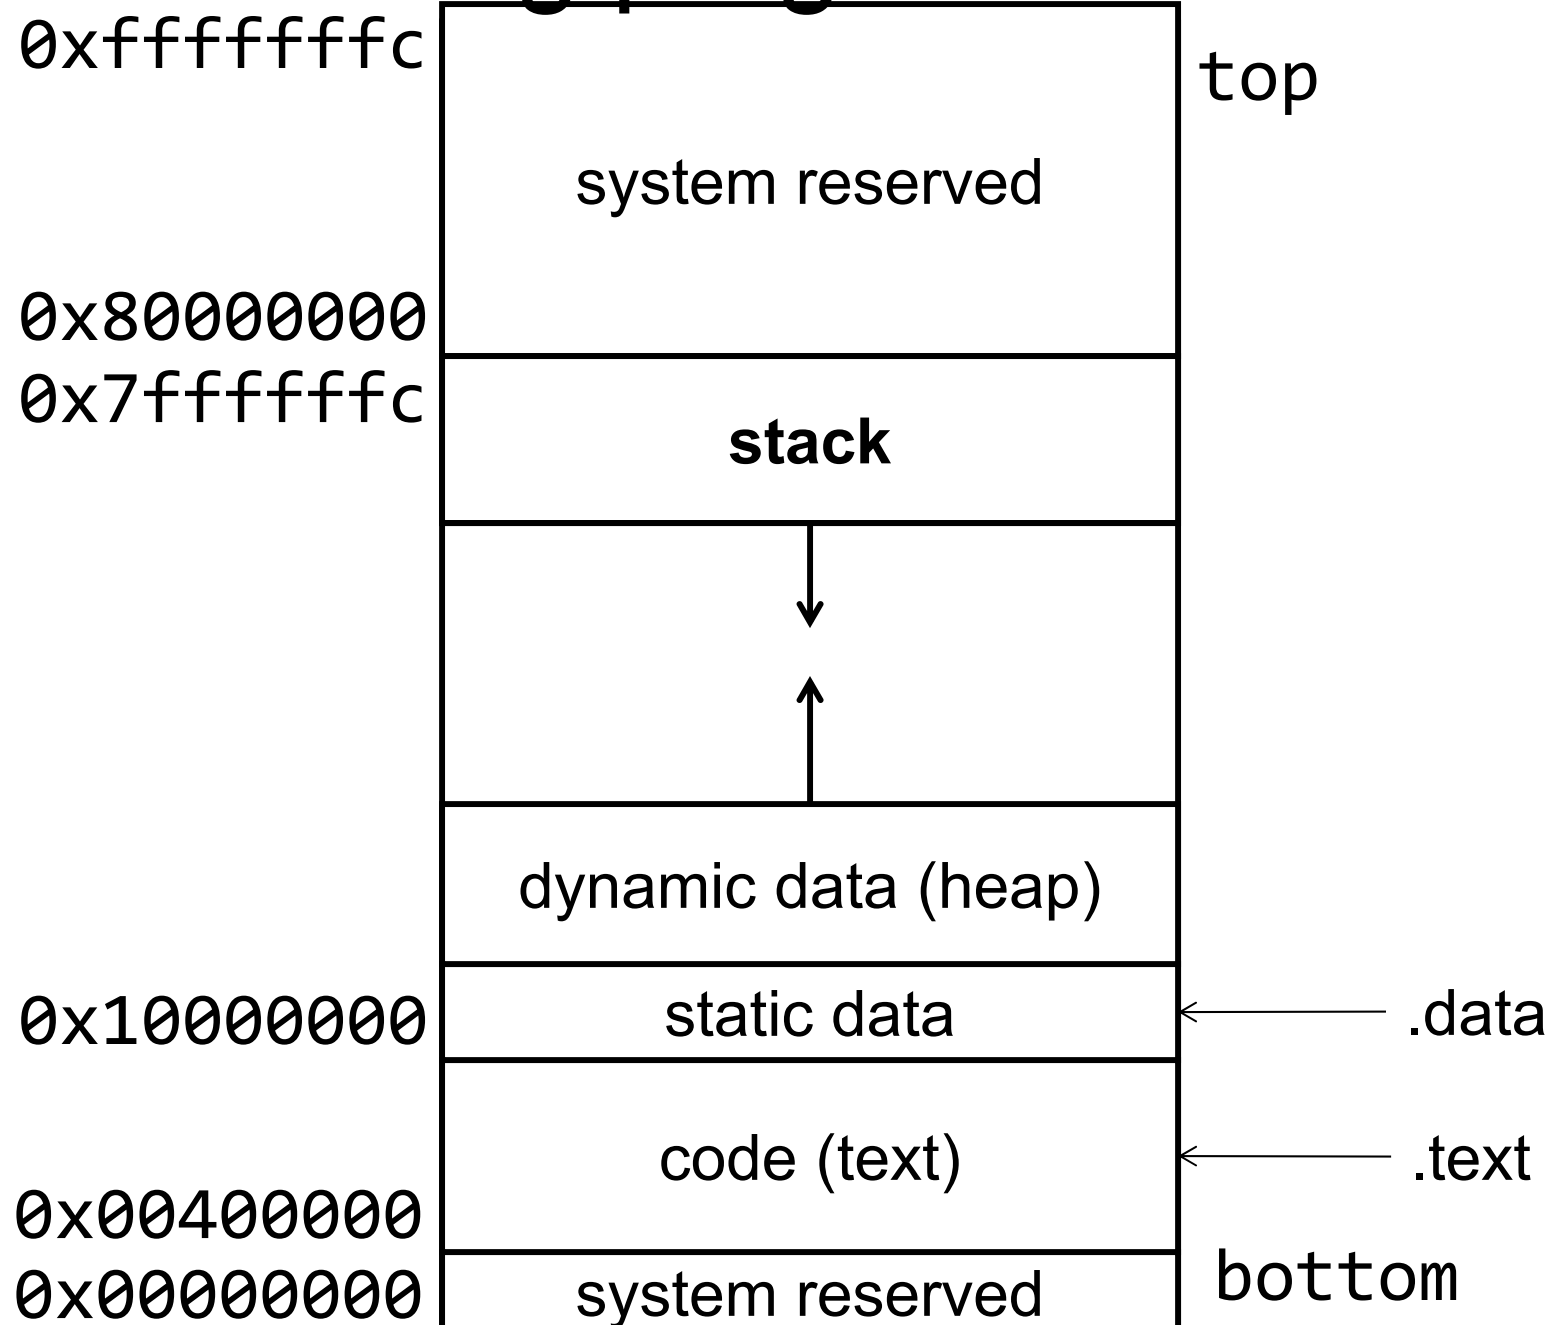 0xfffffffc
top
system reserved
0x80000000
0x7ffffffc
stack
dynamic data (heap)
0x10000000
static data
.data
code (text)
.text
0x00400000
bottom
0x00000000
system reserved